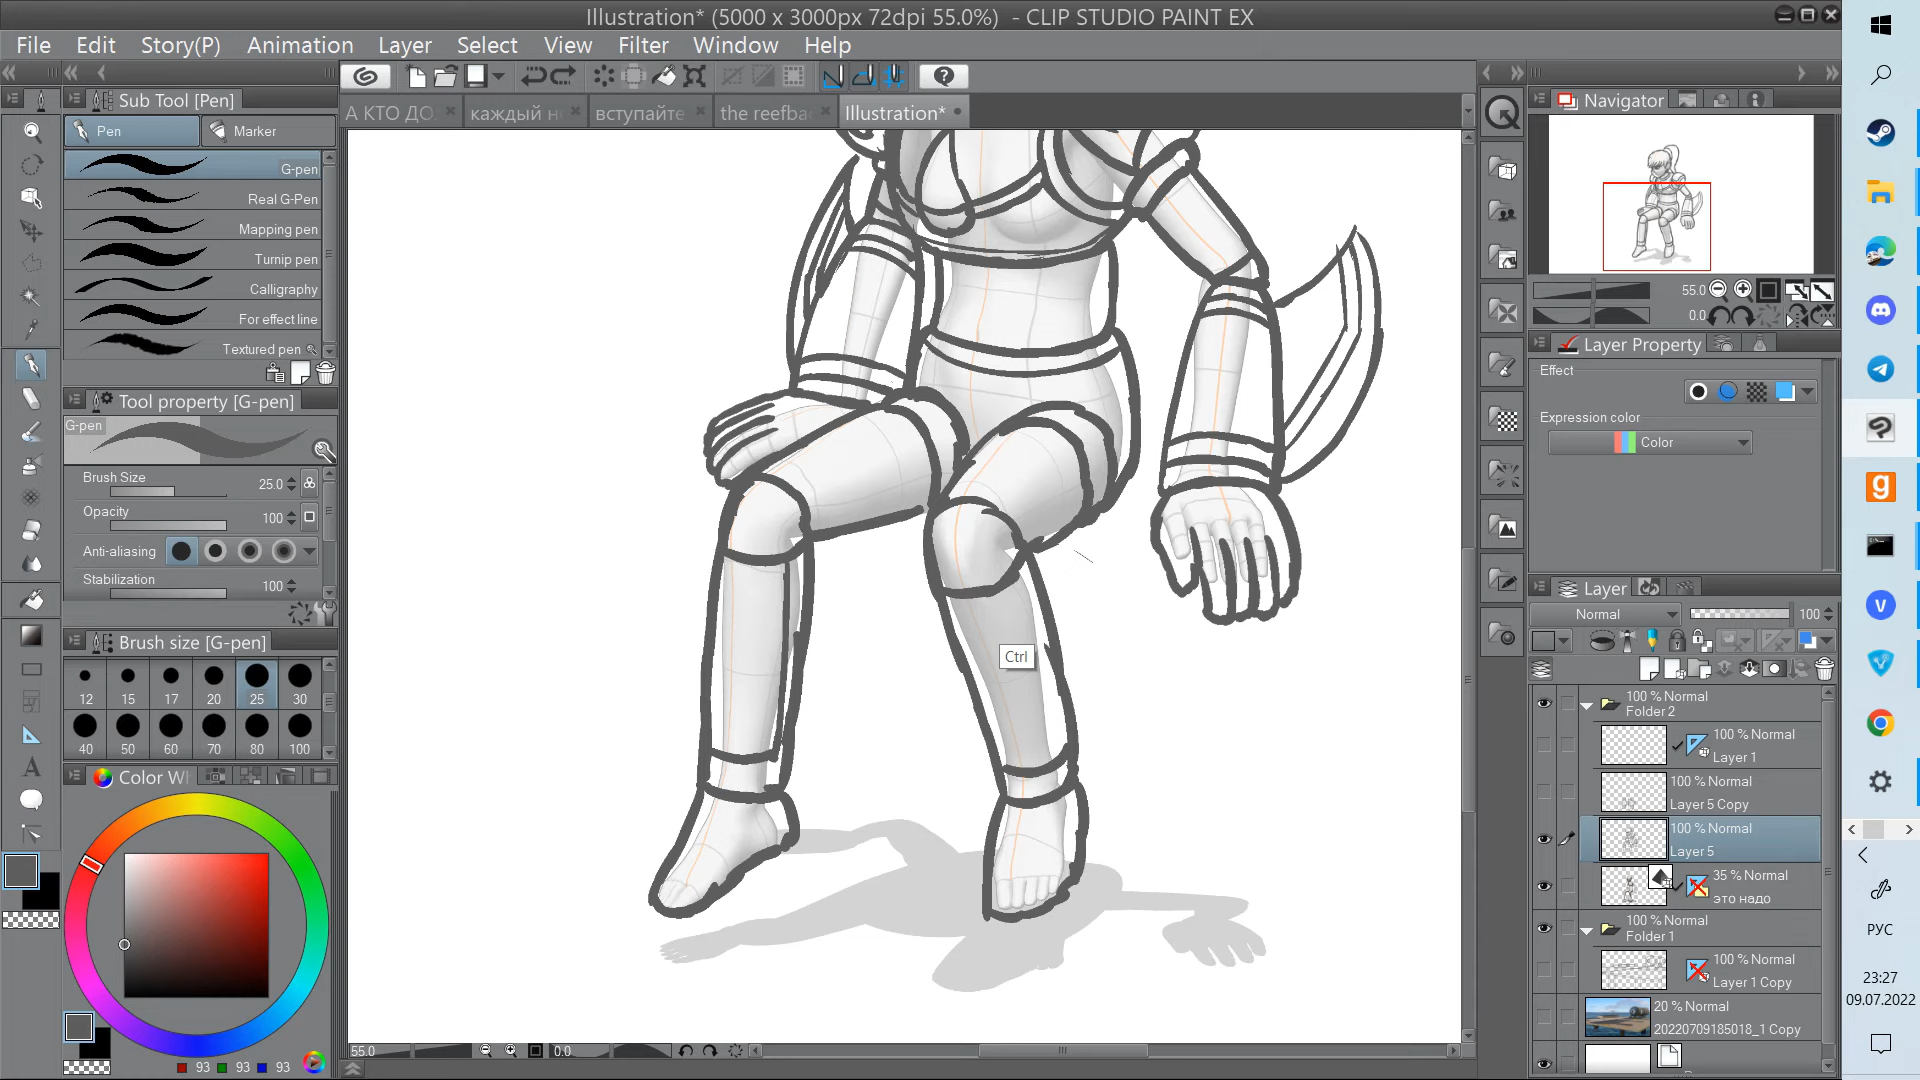 Illustration* (5000 x 3000px 72dpi 55.0%)  - CLIP STUDIO PAINT EX
File Edit Story(P) Animation Layer Select View Filter Window Help
Sub Tool [Pen]
Pen
Marker
G-pen
Real G-Pen
Mapping pen
Turnip pen
Calligraphy
For effect line
Textured pen
Tool property [G-pen]
G-pen
Brush Size 25.0
Opacity 100
Anti-aliasing
Stabilization 100
Brush size [G-pen]
12 15 17 20 25 30
40 50 60 70 80 100
Color Wh
93 93 93
А КТО ДО
каждый н
вступайте
the reefba
Illustration*
Ctrl
55.0
0.0
Navigator
55.0
0.0
Layer Property
Effect
Expression color
Color
Layer
Normal 100
100 % Normal
Folder 2
100 % Normal
Layer 1
100 % Normal
Layer 5 Copy
100 % Normal
Layer 5
35 % Normal
это надо
100 % Normal
Folder 1
100 % Normal
Layer 1 Copy
20 % Normal
20220709185018_1 Copy
РУС
23:27
09.07.2022